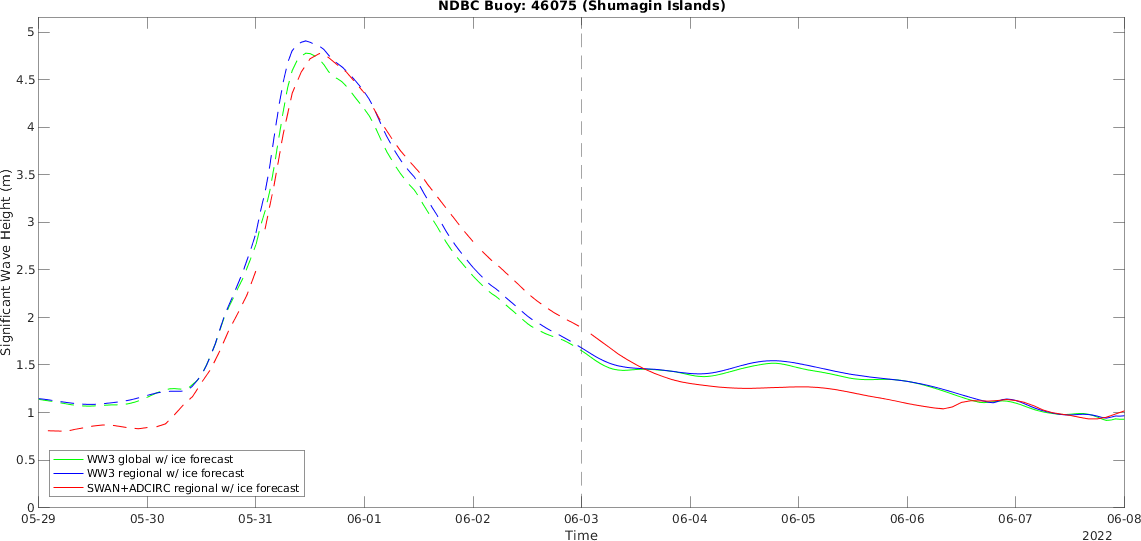 NDBC Buoy: 46075 (Shumagin Islands)
5
4.5
4
3.5
3
2.5
2
1.5
1
0.5
0
Significant Wave Height (m)
WW3 global w/ ice forecast
WW3 regional w/ ice forecast
SWAN+ADCIRC regional w/ ice forecast
05-29 05-30 05-31 06-01 06-02 06-03 06-04 06-05 06-06 06-07 06-08
Time
2022